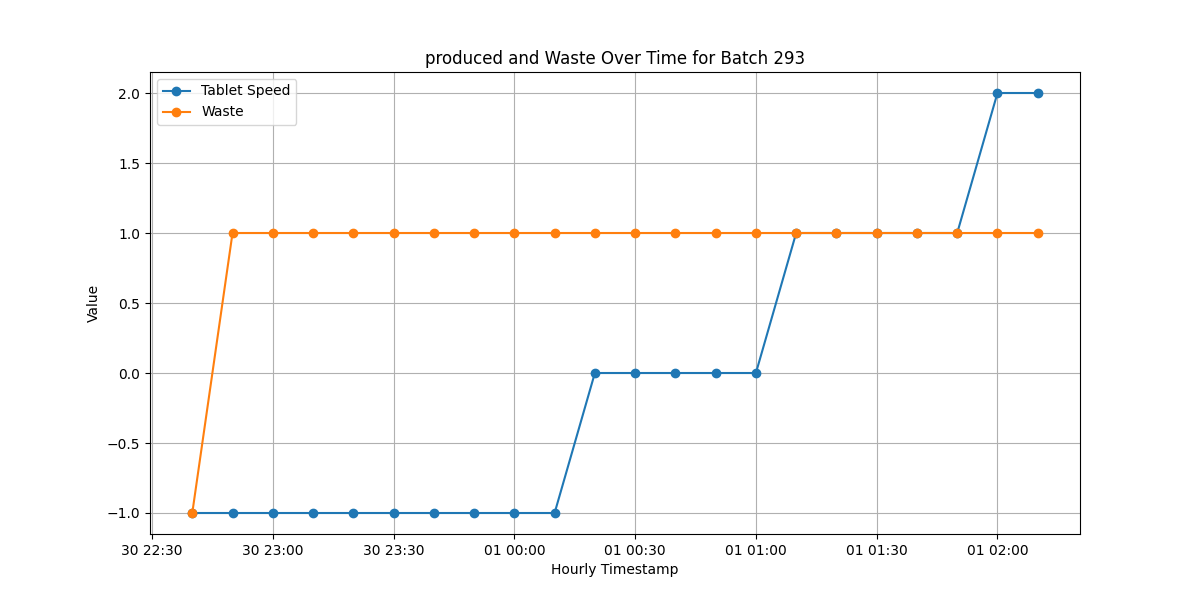 produced and Waste Over Time for Batch 293
Tablet Speed
Waste
2.0
1.5
1.0
0.5
0.0
−0.5
−1.0
Value
30 22:30 30 23:00 30 23:30 01 00:00 01 00:30 01 01:00 01 01:30 01 02:00
Hourly Timestamp